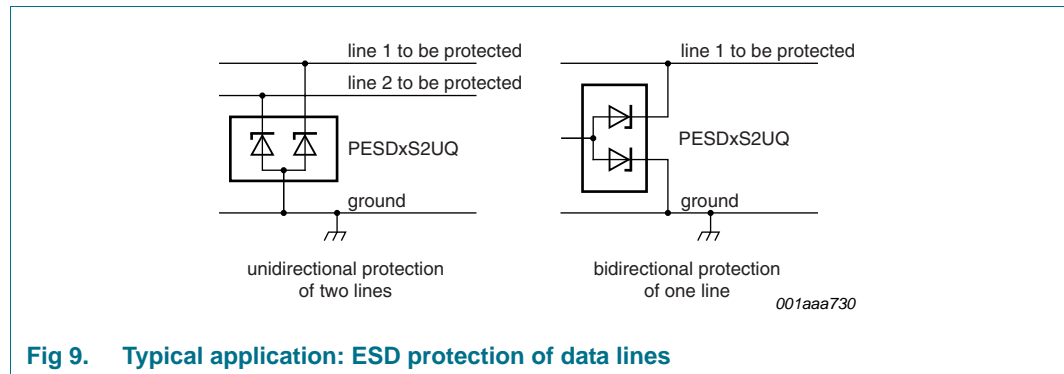 line 1 to be protected
line 2 to be protected
PESDxS2UQ
ground
unidirectional protection
of two lines
line 1 to be protected
PESDxS2UQ
ground
bidirectional protection
of one line
001aaa730
Fig 9. Typical application: ESD protection of data lines